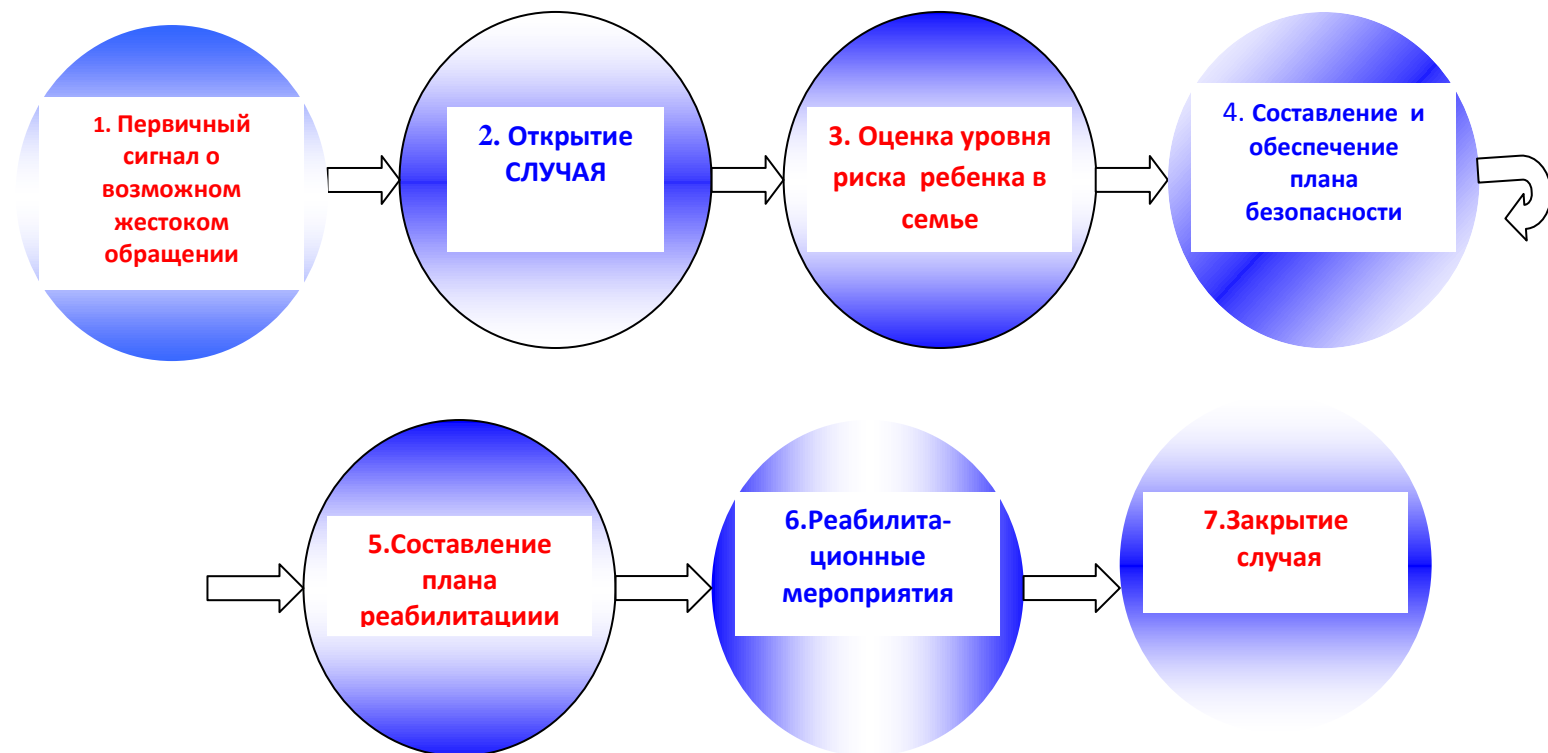 1. Первичный
сигнал о
возможном
жестоком
обращении
2. Открытие
СЛУЧАЯ
3. Оценка уровня
риска ребенка в
семье
4. Составление и
обеспечение
плана
безопасности
5.Составление
плана
реабилитациии
6.Реабилита-
ционные
мероприятия
7.Закрытие
случая